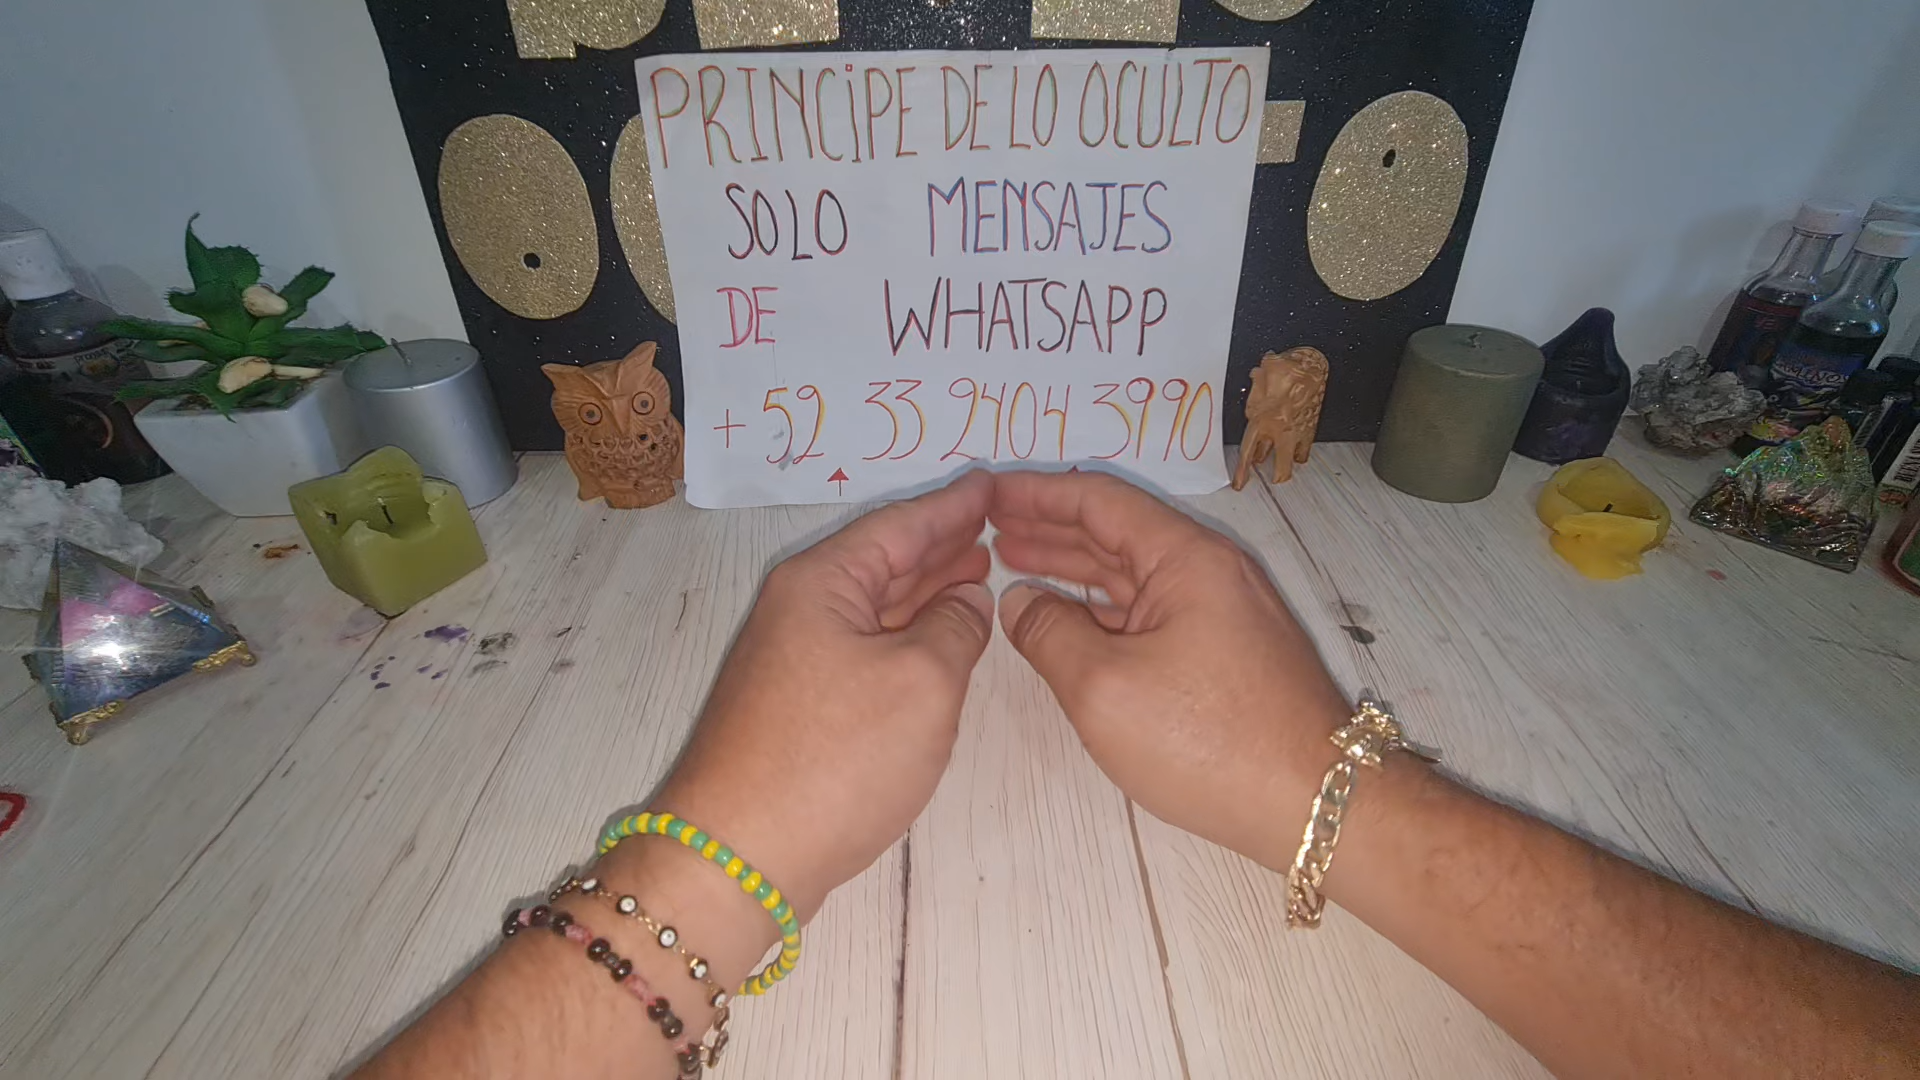 PRINCIPE DE LO OCULTO
SOLO MENSAJES
DE WHATSAPP
+ 52 33 2404 3990